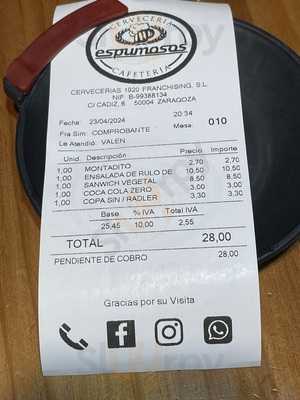 CERVECERIA
espumosos
CAFETERIA
CERVECERIAS 1920 FRANCHISING, S.L
NIF B-99388134
C/ CADIZ, 6 50004 ZARAGOZA
Fecha: 23/04/2024 20:34
Fra Sim: COMPROBANTE Mesa: 010
Le Atendió: VALEN
Unid. Descripción Precio Importe
1,00 MONTADITO 2,70 2,70
1,00 ENSALADA DE RULO DE 10,50 10,50
1,00 SANWICH VEGETAL 8,50 8,50
1,00 COCA COLA ZERO 3,00 3,00
1,00 COPA SIN / RADLER 3,30 3,30
Base % IVA Total IVA
25,45 10,00 2,55
TOTAL 28,00
PENDIENTE DE COBRO 28,00
Gracias por su Visita